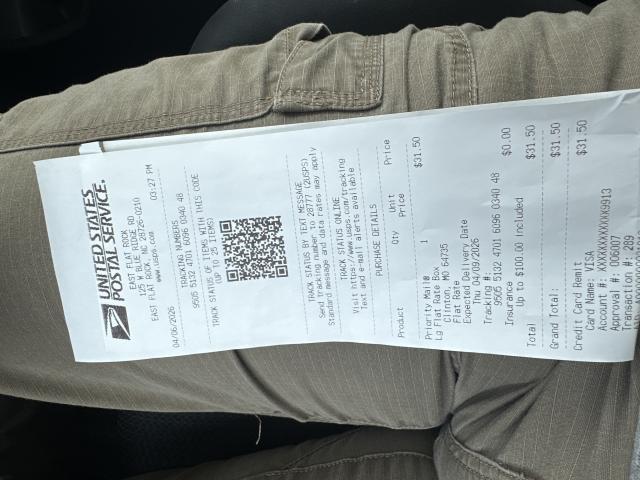 UNITED STATES
POSTAL SERVICE.
EAST FLAT ROCK
125 W BLUE RIDGE RD
EAST FLAT ROCK, NC 28726-0210
www.usps.com
04/06/2026 03:27 PM
TRACKING NUMBERS
9505 5132 4701 6096 0340 48
TRACK STATUS OF ITEMS WITH THIS CODE
(UP TO 25 ITEMS)
TRACK STATUS BY TEXT MESSAGE
Send tracking number to 28777 (2USPS)
Standard message and data rates may apply
TRACK STATUS ONLINE
Visit https://www.usps.com/tracking
Text and e-mail alerts available
PURCHASE DETAILS
Product Qty Unit Price
Price
Priority Mail® 1 $31.50
Lg Flat Rate Box
Clinton, MO 64735
Flat Rate
Expected Delivery Date
Thu 04/09/2026
Tracking #:
9505 5132 4701 6096 0340 48
Insurance $0.00
Up to $100.00 included
Total $31.50
Grand Total: $31.50
Credit Card Remit $31.50
Card Name: VISA
Account #: XXXXXXXXXXXX9913
Approval #: 006007
Transaction #: 289